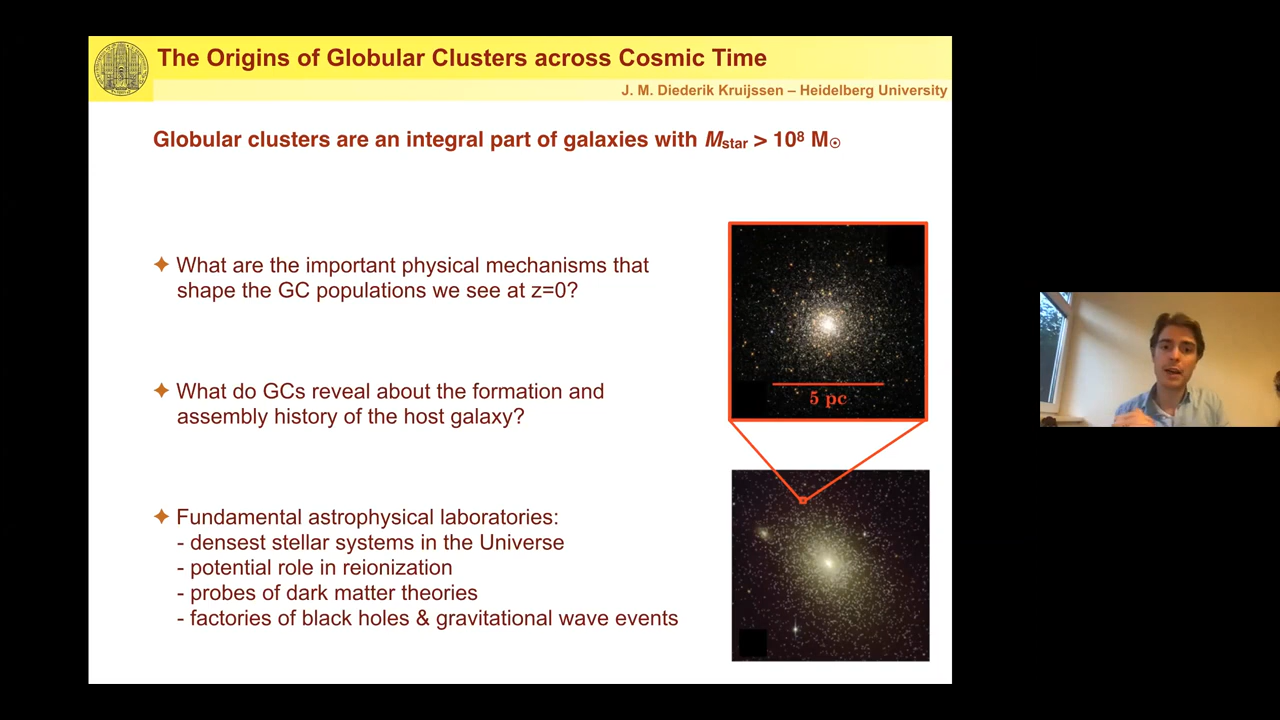 The Origins of Globular Clusters across Cosmic Time
J. M. Diederik Kruijssen – Heidelberg University
Globular clusters are an integral part of galaxies with Mstar > 10⁸ M☉
✦ What are the important physical mechanisms that
shape the GC populations we see at z=0?
✦ What do GCs reveal about the formation and
assembly history of the host galaxy?
✦ Fundamental astrophysical laboratories:
- densest stellar systems in the Universe
- potential role in reionization
- probes of dark matter theories
- factories of black holes & gravitational wave events
5 pc